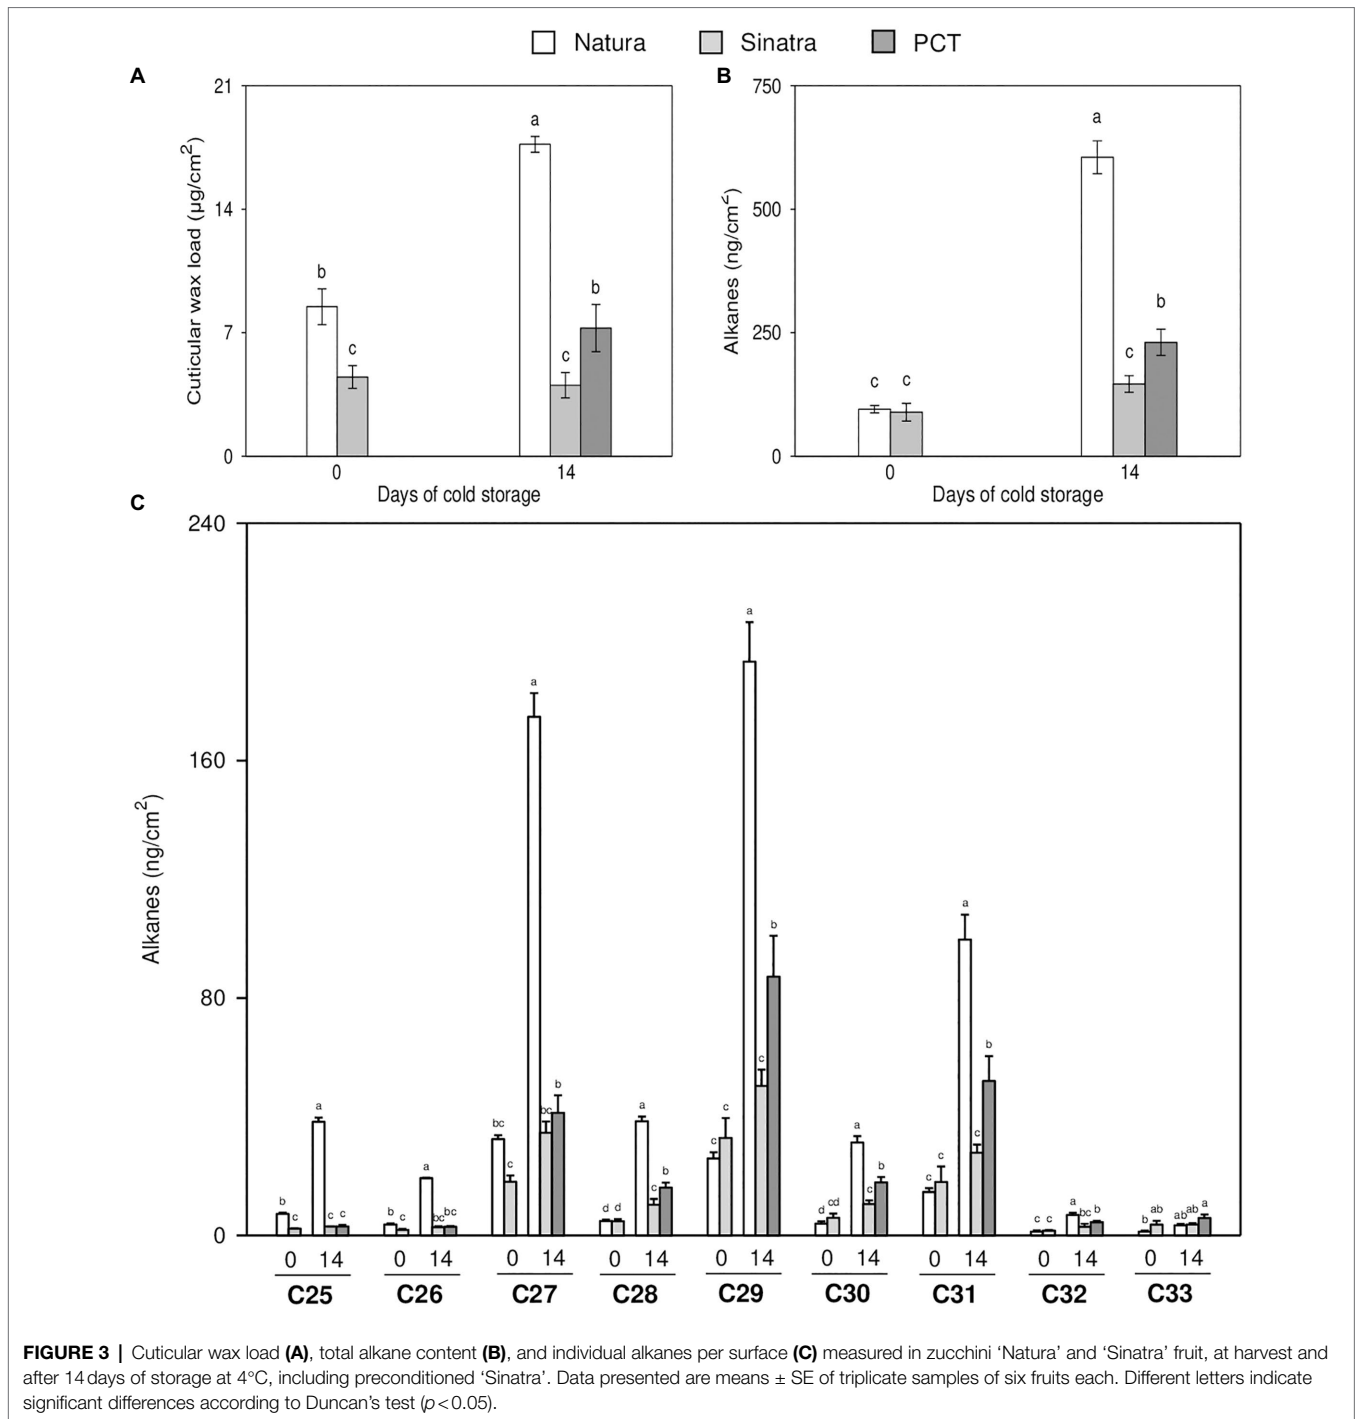 Natura Sinatra PCT
A
21
14
7
0
Cuticular wax load (µg/cm²)
b
c
a
c
b
0 14
Days of cold storage
B
750
500
250
0
Alkanes (ng/cm²)
c
c
a
c
b
0 14
Days of cold storage
C
240
160
80
0
Alkanes (ng/cm²)
b c a c c
b c a bc bc
bc c a bc b
d d a c b
c c a c b
d cd a c b
c c a c b
c c a bc b
b ab ab ab a
0 14 0 14 0 14 0 14 0 14 0 14 0 14 0 14 0 14
C25 C26 C27 C28 C29 C30 C31 C32 C33
FIGURE 3 | Cuticular wax load (A), total alkane content (B), and individual alkanes per surface (C) measured in zucchini ‘Natura’ and ‘Sinatra’ fruit, at harvest and
after 14 days of storage at 4°C, including preconditioned ‘Sinatra’. Data presented are means ± SE of triplicate samples of six fruits each. Different letters indicate
significant differences according to Duncan’s test (p < 0.05).